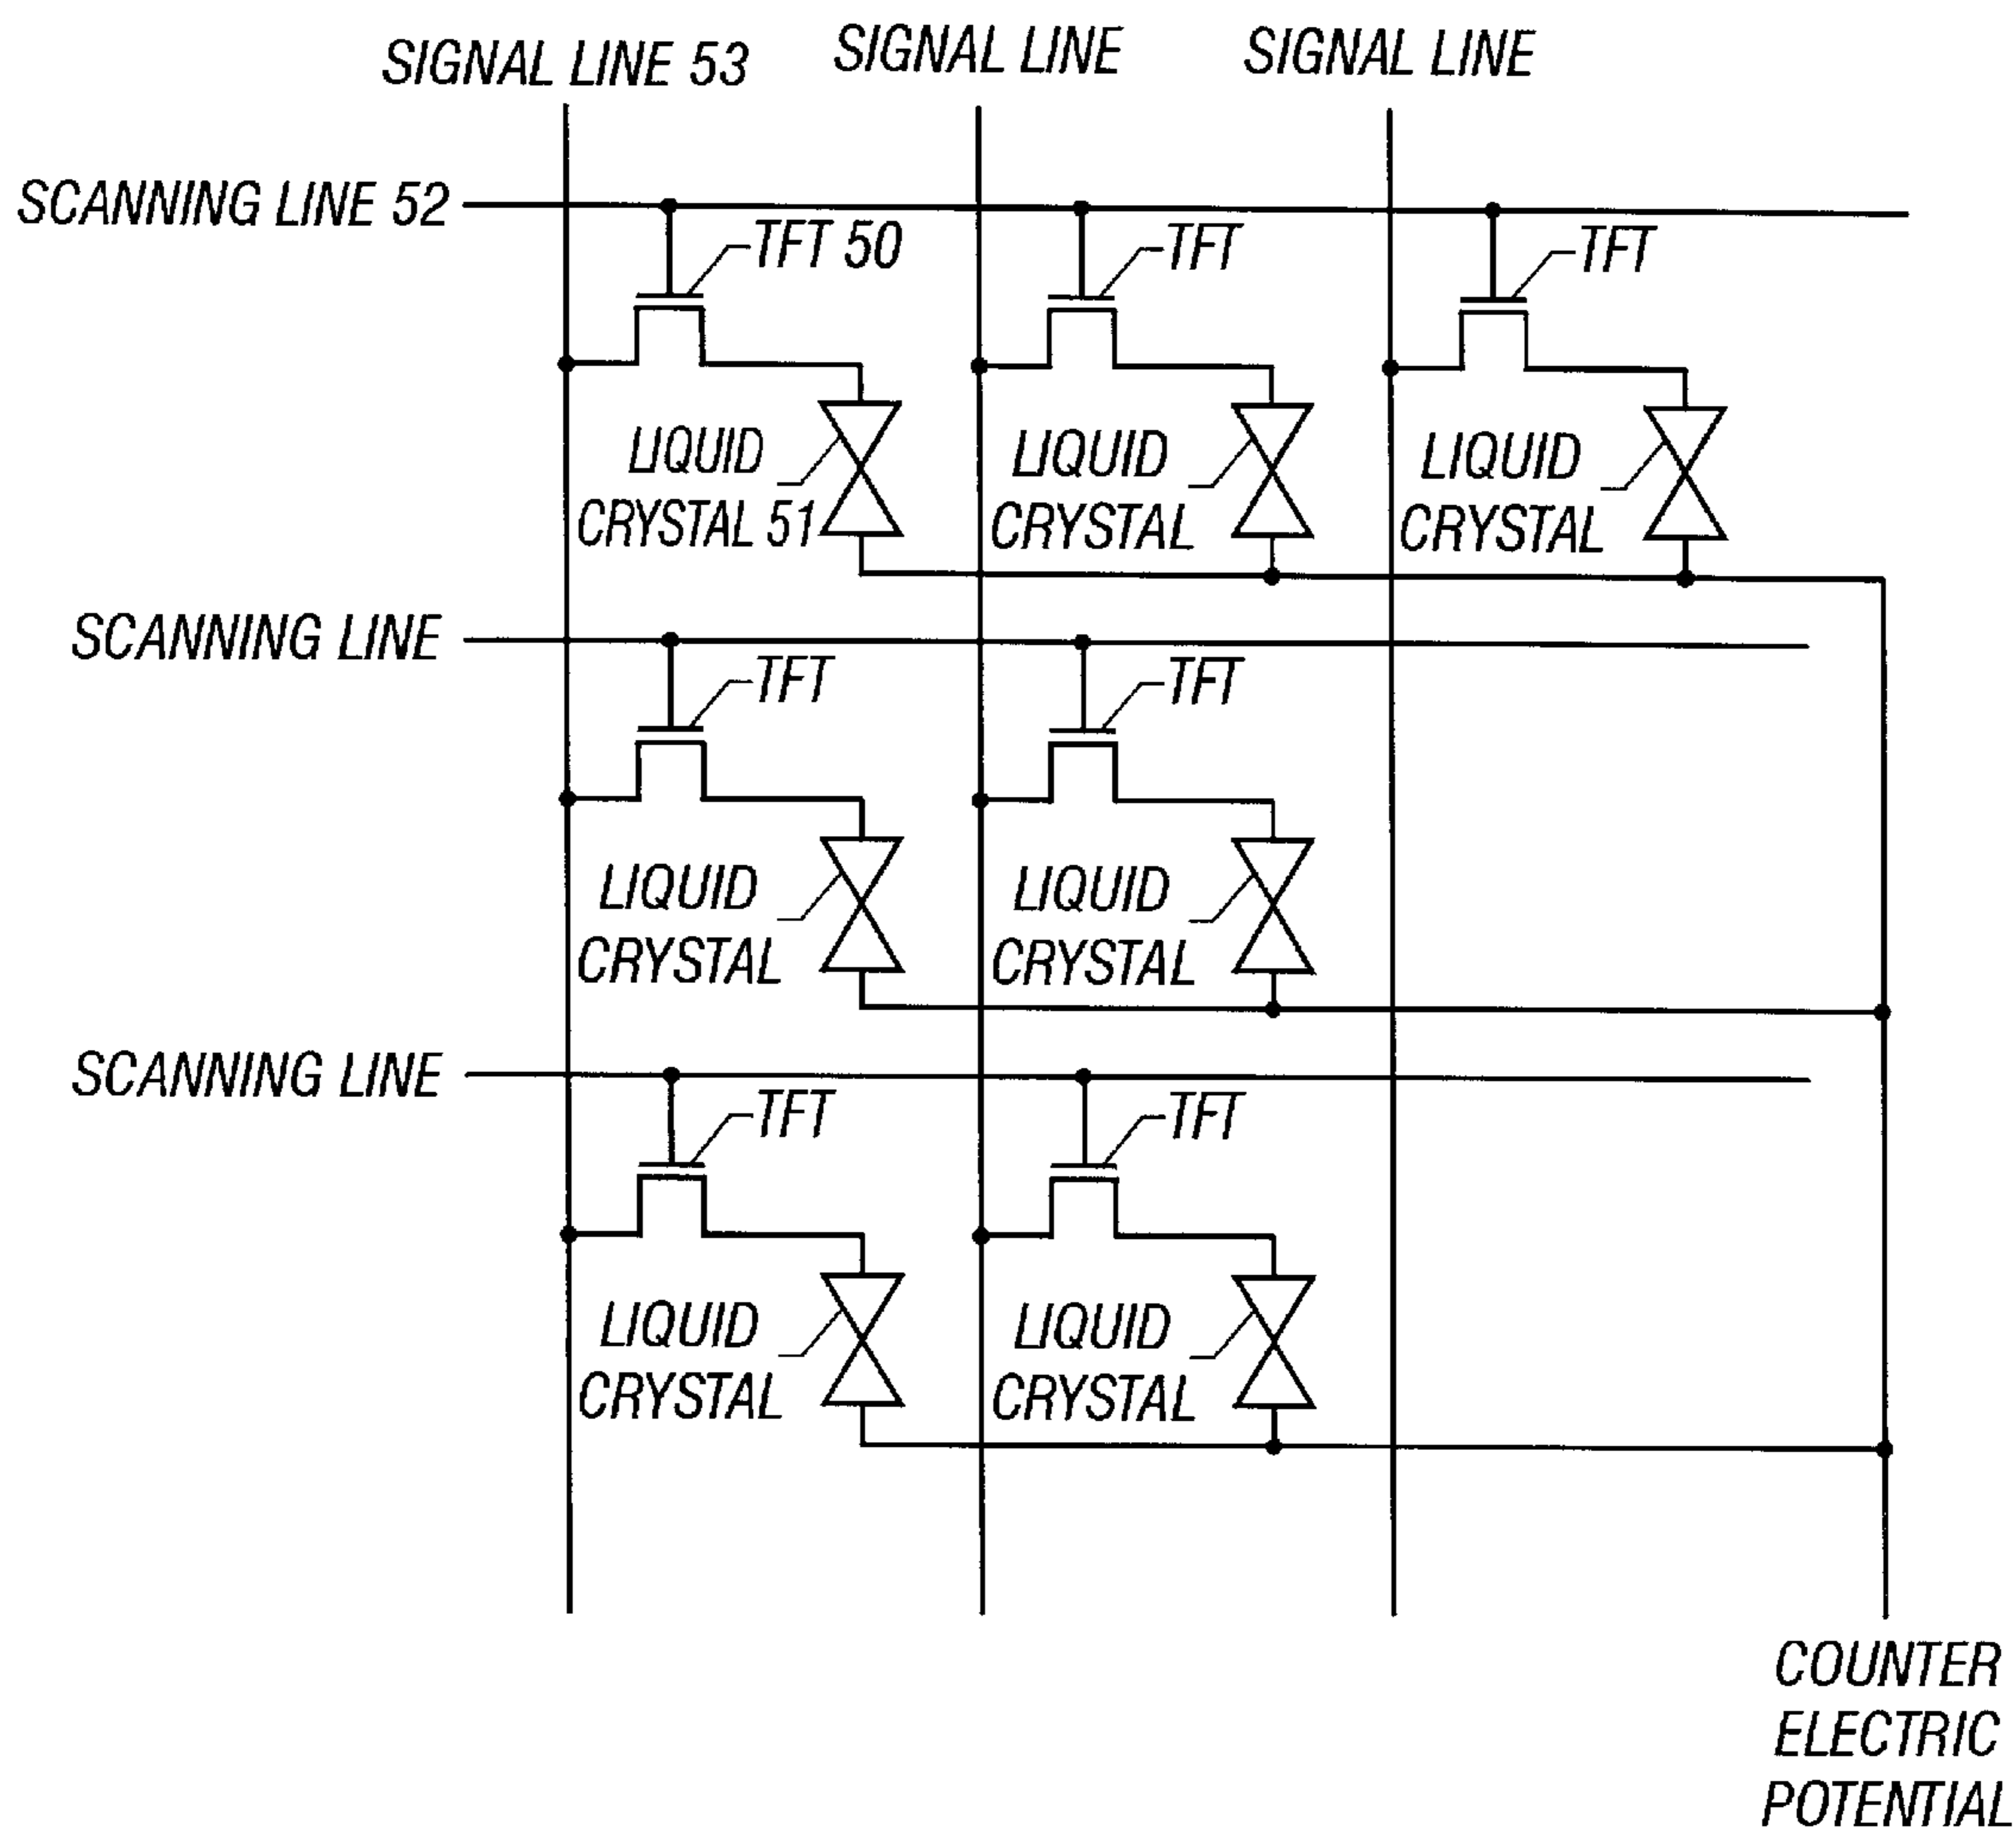 SIGNAL LINE 53
SIGNAL LINE
SIGNAL LINE
SCANNING LINE 52
TFT 50
TFT
TFT
LIQUID
CRYSTAL 51
LIQUID
CRYSTAL
LIQUID
CRYSTAL
SCANNING LINE
TFT
TFT
LIQUID
CRYSTAL
LIQUID
CRYSTAL
SCANNING LINE
TFT
TFT
LIQUID
CRYSTAL
LIQUID
CRYSTAL
COUNTER
ELECTRIC
POTENTIAL